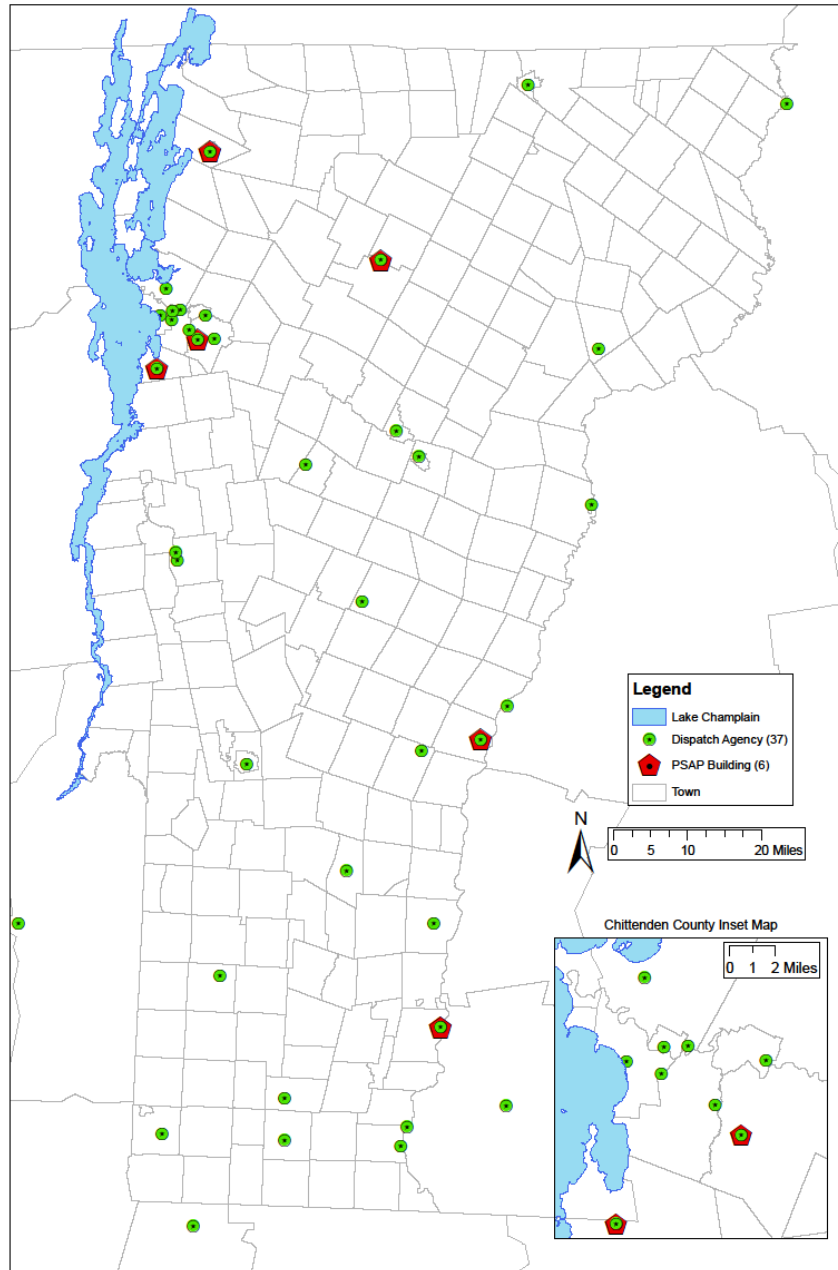 Legend
Lake Champlain
Dispatch Agency (37)
PSAP Building (6)
Town
N
0 5 10 20 Miles
Chittenden County Inset Map
0 1 2 Miles